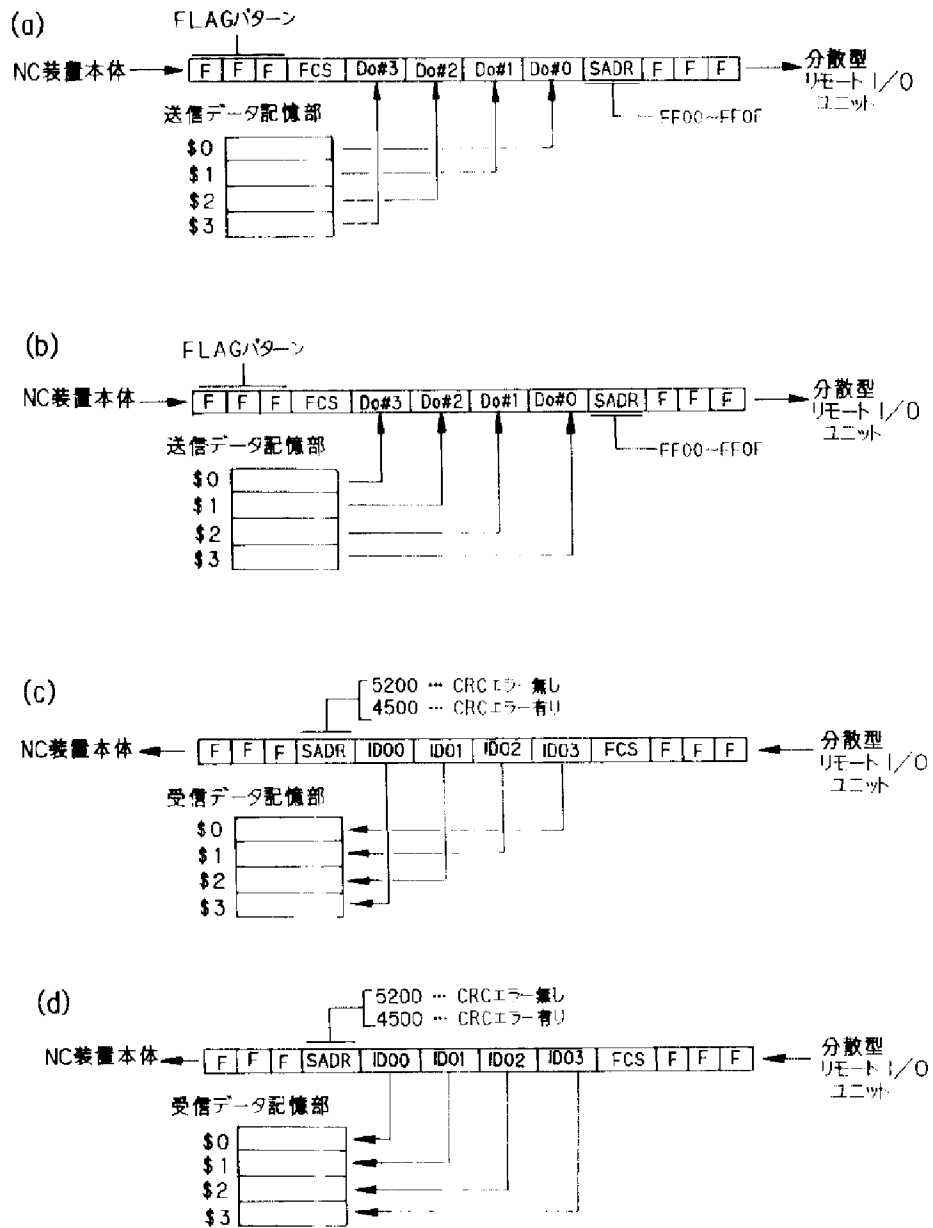 (a)
FLAGパターン
NC装置本体 F F F FCS Do#3 Do#2 Do#1 Do#0 SADR F F F 分散型
リモート I/O
ユニット
送信データ記憶部
FF00~FF0F
$0
$1
$2
$3
(b)
FLAGパターン
NC装置本体 F F F FCS Do#3 Do#2 Do#1 Do#0 SADR F F F 分散型
リモート I/O
ユニット
送信データ記憶部
FF00~FF0F
$0
$1
$2
$3
(c)
5200 … CRCエラー無し
4500 … CRCエラー有り
NC装置本体 F F F SADR ID00 ID01 ID02 ID03 FCS F F F 分散型
リモート I/O
ユニット
受信データ記憶部
$0
$1
$2
$3
(d)
5200 … CRCエラー無し
4500 … CRCエラー有り
NC装置本体 F F F SADR ID00 ID01 ID02 ID03 FCS F F F 分散型
リモート I/O
ユニット
受信データ記憶部
$0
$1
$2
$3